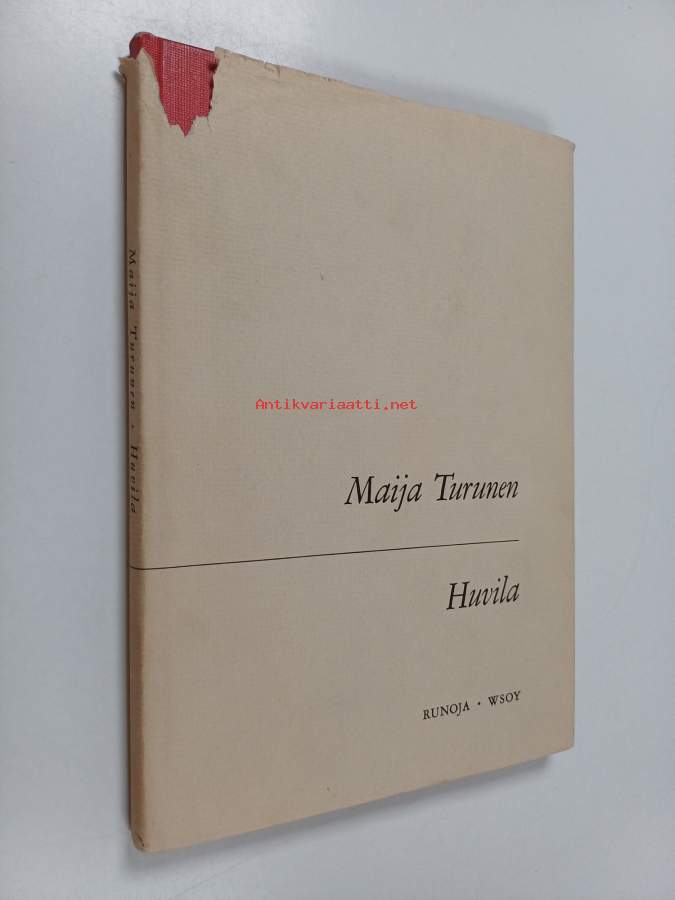 Maija Turunen · Huvila
Antikvariaatti.net
Maija Turunen
Huvila
RUNOJA · WSOY